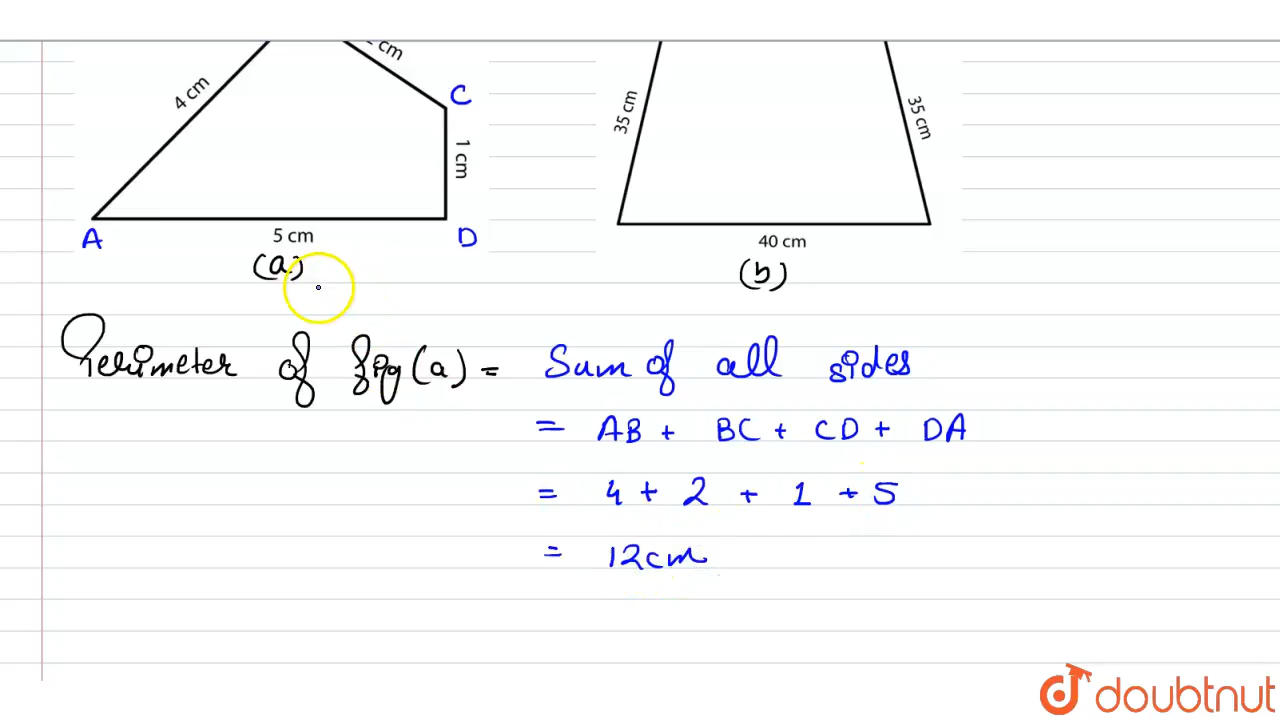 cm
4 cm
C
1 cm
35 cm
35 cm
A
5 cm
D
(a)
40 cm
(b)
Perimeter of fig(a) = Sum of all sides
= AB + BC + CD + DA
= 4 + 2 + 1 + 5
= 12cm
doubtnut